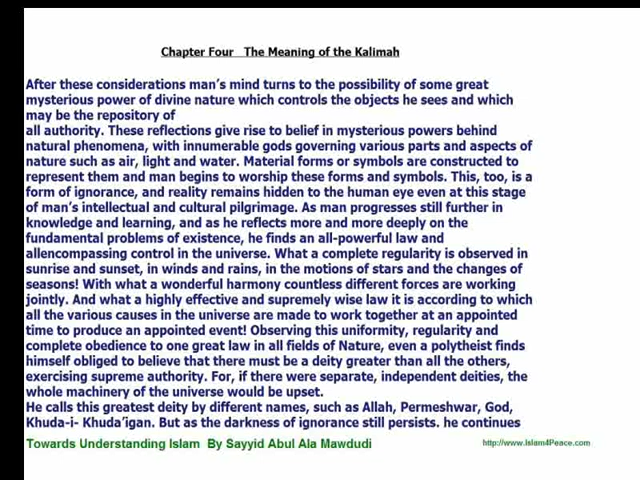 Chapter Four   The Meaning of the Kalimah
After these considerations man's mind turns to the possibility of some great
mysterious power of divine nature which controls the objects he sees and which
may be the repository of
all authority. These reflections give rise to belief in mysterious powers behind
natural phenomena, with innumerable gods governing various parts and aspects of
nature such as air, light and water. Material forms or symbols are constructed to
represent them and man begins to worship these forms and symbols. This, too, is a
form of ignorance, and reality remains hidden to the human eye even at this stage
of man's intellectual and cultural pilgrimage. As man progresses still further in
knowledge and learning, and as he reflects more and more deeply on the
fundamental problems of existence, he finds an all-powerful law and
allencompassing control in the universe. What a complete regularity is observed in
sunrise and sunset, in winds and rains, in the motions of stars and the changes of
seasons! With what a wonderful harmony countless different forces are working
jointly. And what a highly effective and supremely wise law it is according to which
all the various causes in the universe are made to work together at an appointed
time to produce an appointed event! Observing this uniformity, regularity and
complete obedience to one great law in all fields of Nature, even a polytheist finds
himself obliged to believe that there must be a deity greater than all the others,
exercising supreme authority. For, if there were separate, independent deities, the
whole machinery of the universe would be upset.
He calls this greatest deity by different names, such as Allah, Permeshwar, God,
Khuda-i- Khuda'igan. But as the darkness of ignorance still persists. he continues
Towards Understanding Islam  By Sayyid Abul Ala Mawdudi
http://www.Islam4Peace.com